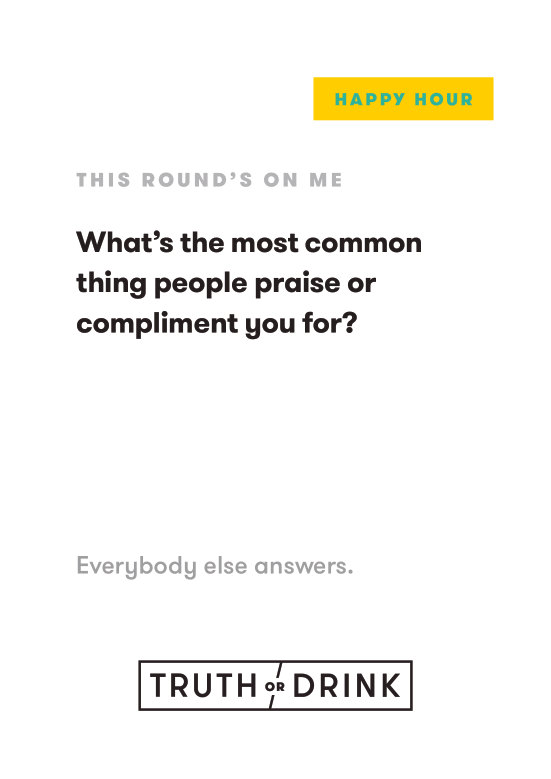 HAPPY HOUR
THIS ROUND’S ON ME
What’s the most common
thing people praise or
compliment you for?
Everybody else answers.
TRUTH OR DRINK